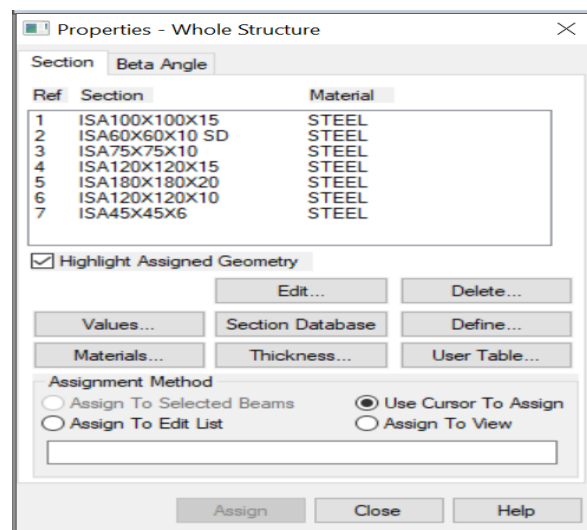 Properties - Whole Structure
Section Beta Angle
Ref Section Material
1 ISA100X100X15 STEEL
2 ISA60X60X10 SD STEEL
3 ISA75X75X10 STEEL
4 ISA120X120X15 STEEL
5 ISA180X180X20 STEEL
6 ISA120X120X10 STEEL
7 ISA45X45X6 STEEL
Highlight Assigned Geometry
Edit... Delete...
Values... Section Database Define...
Materials... Thickness... User Table...
Assignment Method
Assign To Selected Beams Use Cursor To Assign
Assign To Edit List Assign To View
Assign Close Help